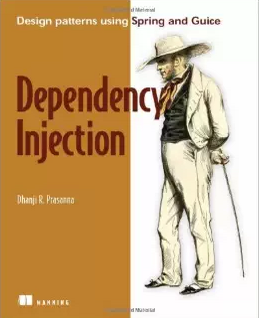 Design patterns using Spring and Guice
Dependency
Injection
Dhanji R. Prasanna
MANNING